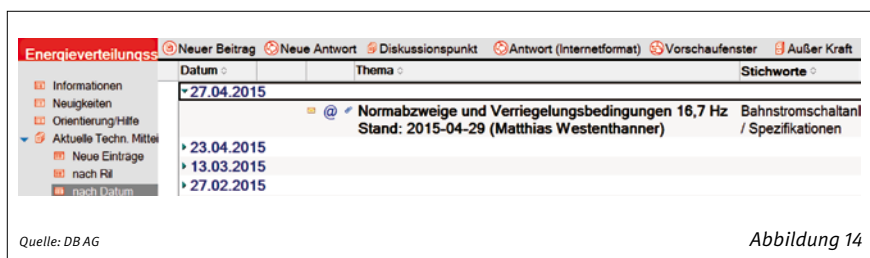 Energieverteilungss
Neuer Beitrag Neue Antwort Diskussionspunkt Antwort (Internetformat) Vorschaufenster Außer Kraft
Datum Thema Stichworte
Informationen
Neuigkeiten
Orientierung/Hilfe
Aktuelle Techn. Mittei
Neue Einträge
nach Ril
nach Datum
27.04.2015
@ Normabzweige und Verriegelungsbedingungen 16,7 Hz Bahnstromschaltanl
Stand: 2015-04-29 (Matthias Westenthanner) / Spezifikationen
23.04.2015
13.03.2015
27.02.2015
Quelle: DB AG
Abbildung 14